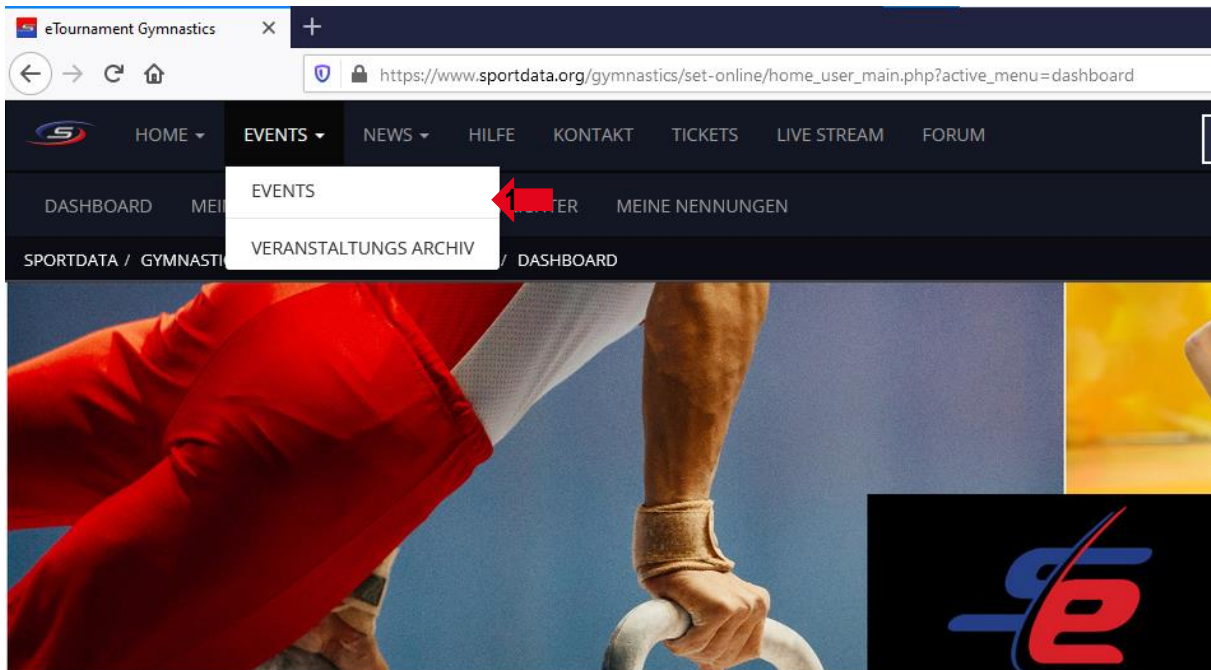 eTournament Gymnastics
https://www.sportdata.org/gymnastics/set-online/home_user_main.php?active_menu=dashboard
HOME EVENTS NEWS HILFE KONTAKT TICKETS LIVE STREAM FORUM
EVENTS
1
DASHBOARD MEINE NENNUNGEN
VERANSTALTUNGS ARCHIV
SPORTDATA / GYMNASTI / DASHBOARD